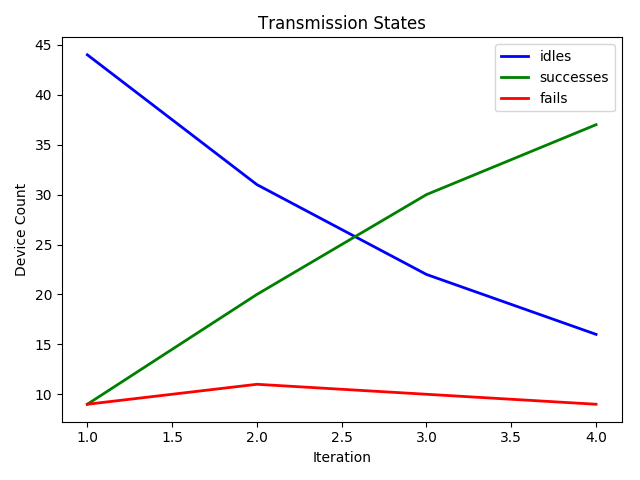 Transmission States
idles
successes
fails
Device Count
45
40
35
30
25
20
15
10
1.0 1.5 2.0 2.5 3.0 3.5 4.0
Iteration